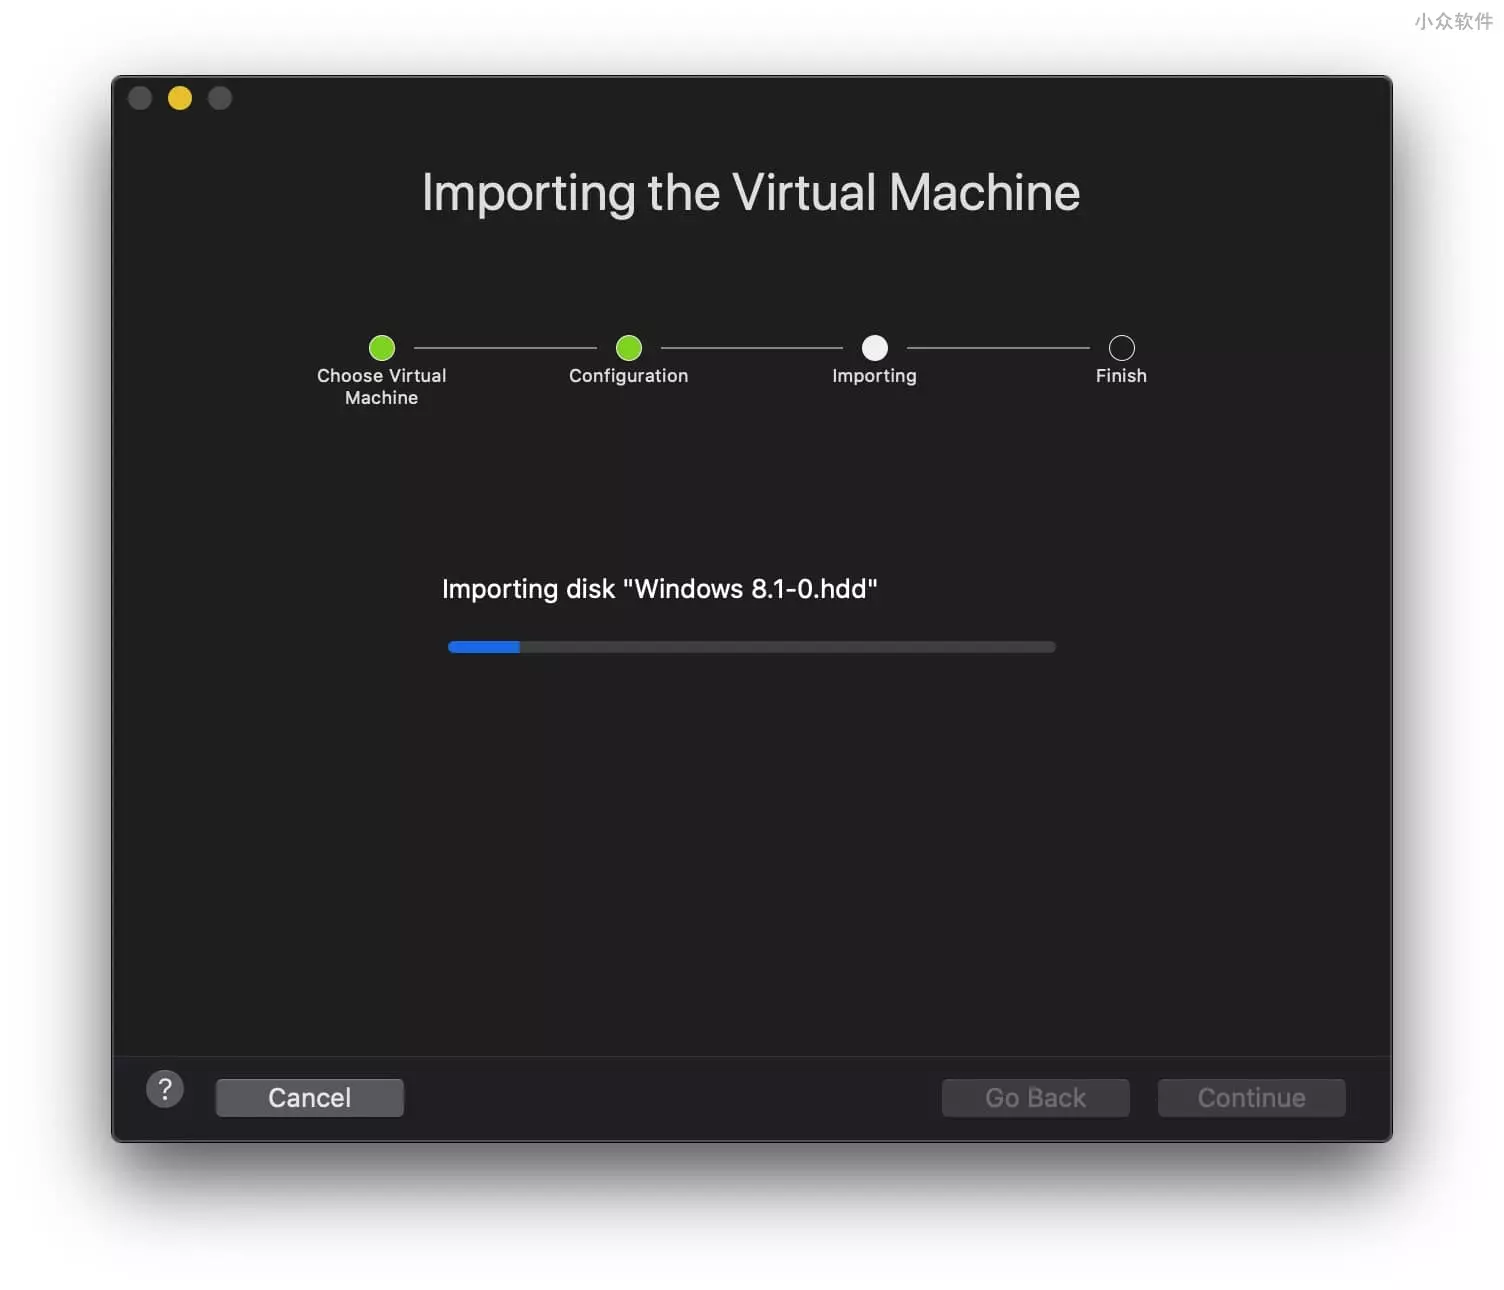 小众软件
Importing the Virtual Machine
Choose Virtual
Machine
Configuration
Importing
Finish
Importing disk "Windows 8.1-0.hdd"
?
Cancel
Go Back
Continue